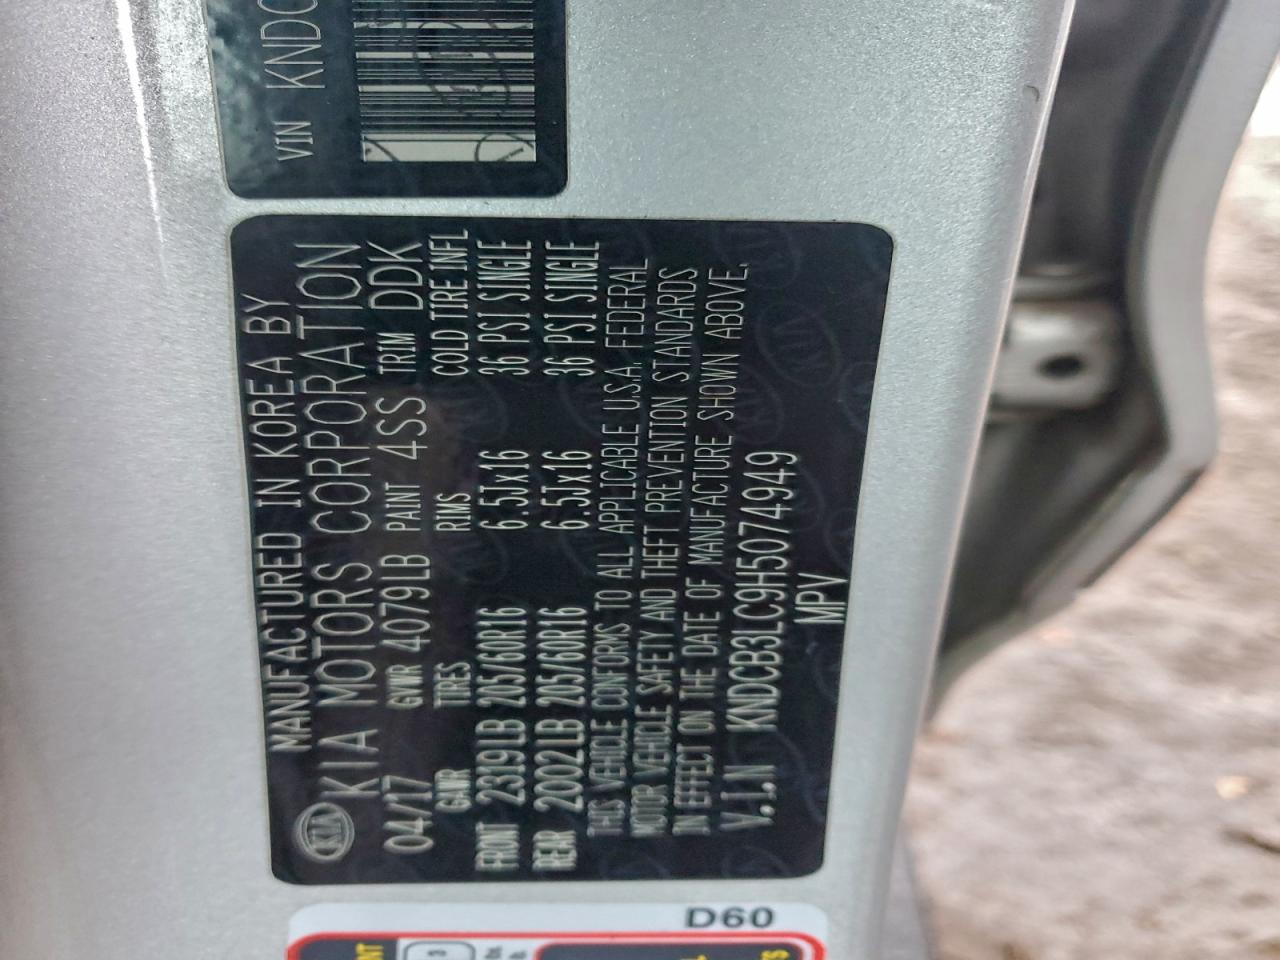 VIN KNDC
MANUFACTURED IN KOREA BY
KIA KIA MOTORS CORPORATION
04/17 GVWR 4079LB PAINT 4SS TRIM DDK
GAWR TIRES RIMS COLD TIRE INFL
FRONT 2319LB 205/60R16 6.5Jx16 36 PSI SINGLE
REAR 2002LB 205/60R16 6.5Jx16 36 PSI SINGLE
THIS VEHICLE CONFORMS TO ALL APPLICABLE U.S.A. FEDERAL
MOTOR VEHICLE SAFETY AND THEFT PREVENTION STANDARDS
IN EFFECT ON THE DATE OF MANUFACTURE SHOWN ABOVE.
V.I.N KNDCB3LC9H5074949
MPV
D60